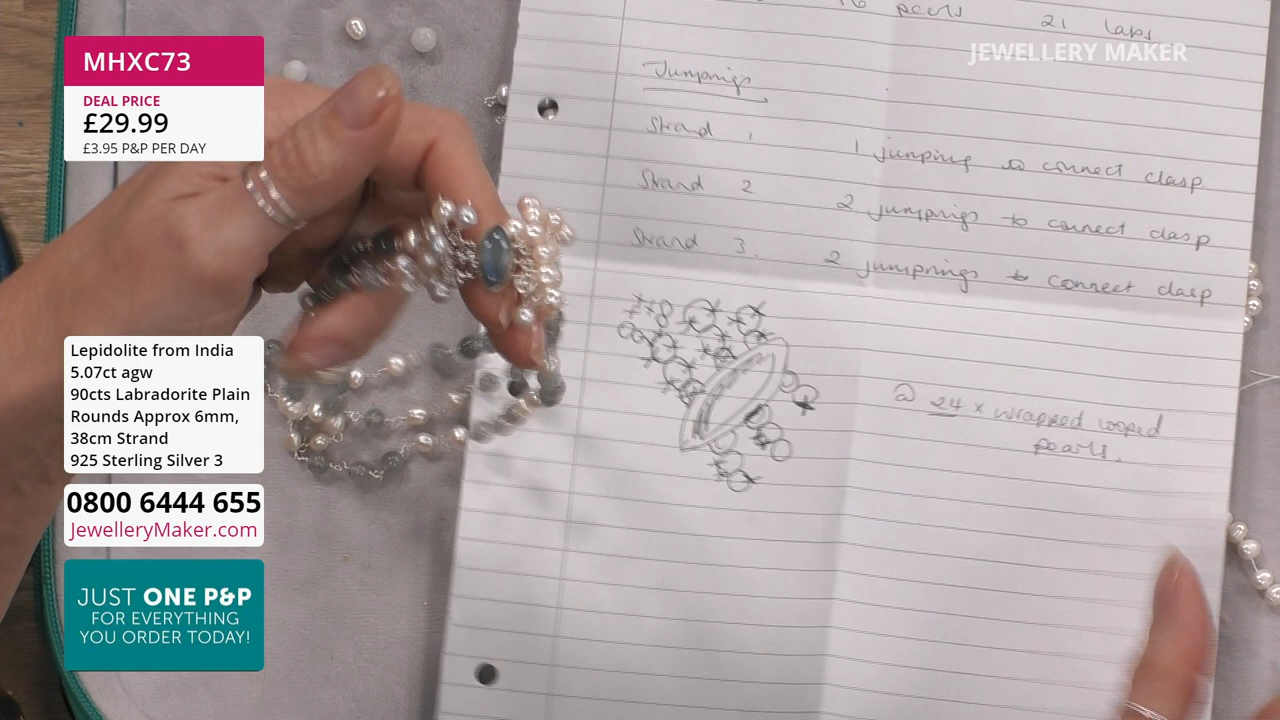 MHXC73
DEAL PRICE
£29.99
£3.95 P&P PER DAY
Lepidolite from India
5.07ct agw
90cts Labradorite Plain
Rounds Approx 6mm,
38cm Strand
925 Sterling Silver 3
0800 6444 655
JewelleryMaker.com
JUST ONE P&P
FOR EVERYTHING
YOU ORDER TODAY!
JEWELLERY MAKER
16 pearls 21 labs
Jumprings
Strand 1 1 jumpring to connect clasp
Strand 2 2 jumprings to connect clasp
Strand 3. 2 jumprings to connect clasp
24 x wrapped looped
pearls.